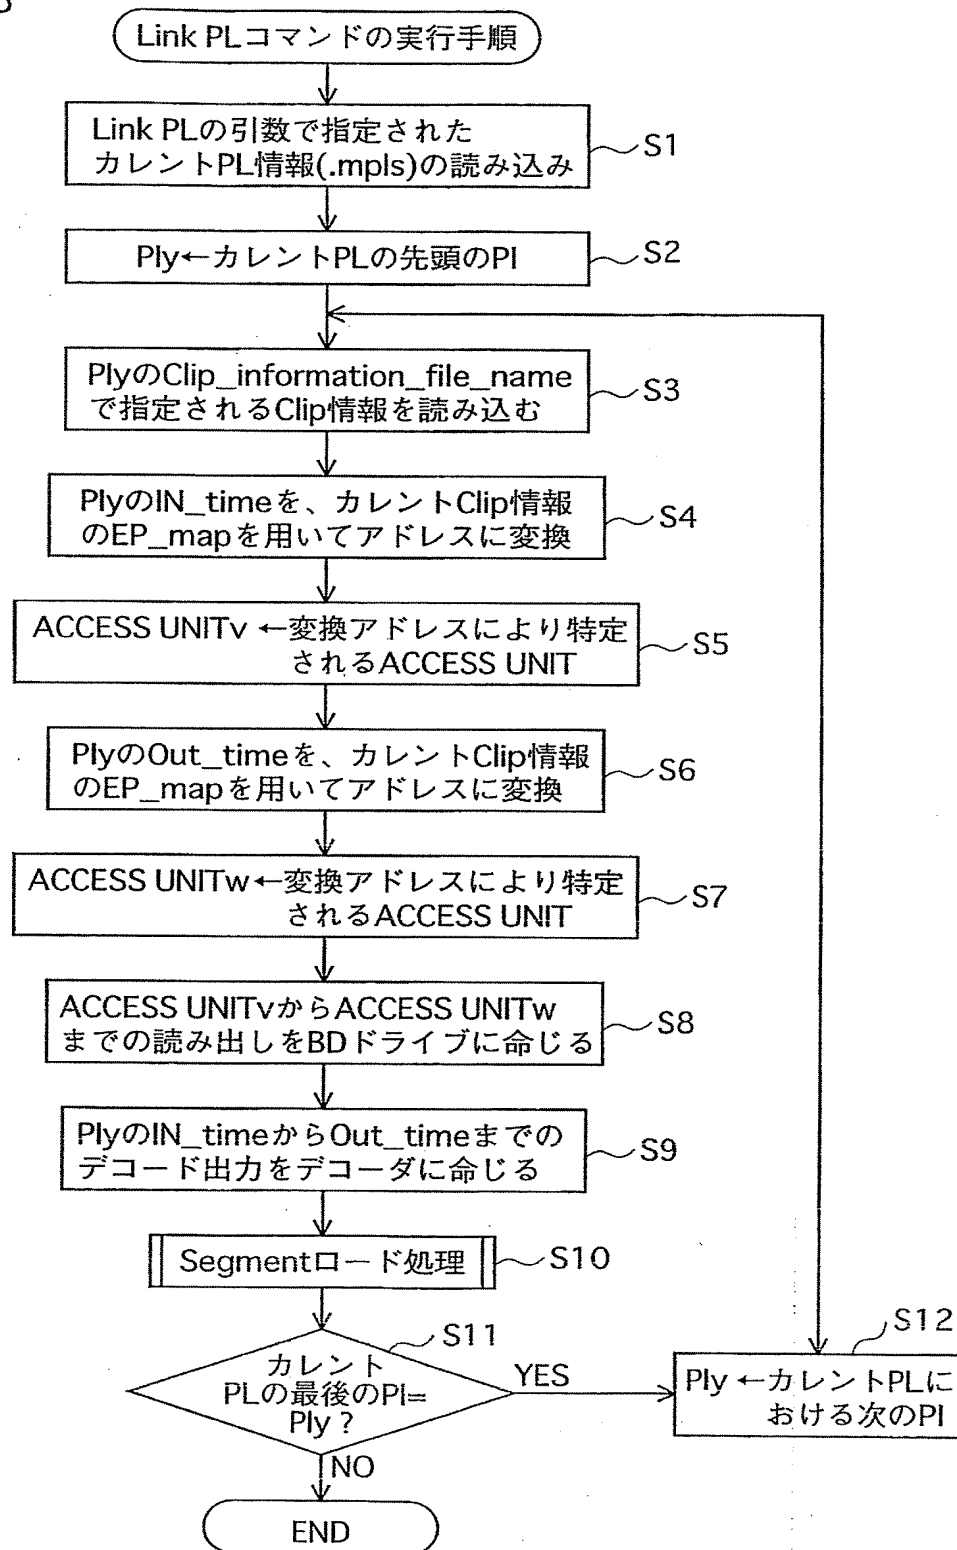 Link PLコマンドの実行手順
Link PLの引数で指定された
カレントPL情報(.mpls)の読み込み
S1
PIy←カレントPLの先頭のPI
S2
PIyのClip_information_file_name
で指定されるClip情報を読み込む
S3
PIyのIN_timeを、カレントClip情報
のEP_mapを用いてアドレスに変換
S4
ACCESS UNITv ←変換アドレスにより特定
されるACCESS UNIT
S5
PIyのOut_timeを、カレントClip情報
のEP_mapを用いてアドレスに変換
S6
ACCESS UNITw←変換アドレスにより特定
されるACCESS UNIT
S7
ACCESS UNITvからACCESS UNITw
までの読み出しをBDドライブに命じる
S8
PIyのIN_timeからOut_timeまでの
デコード出力をデコーダに命じる
S9
Segmentロード処理
S10
S11
カレント
PLの最後のPI=
PIy？
YES
NO
S12
PIy ←カレントPLに
おける次のPI
END